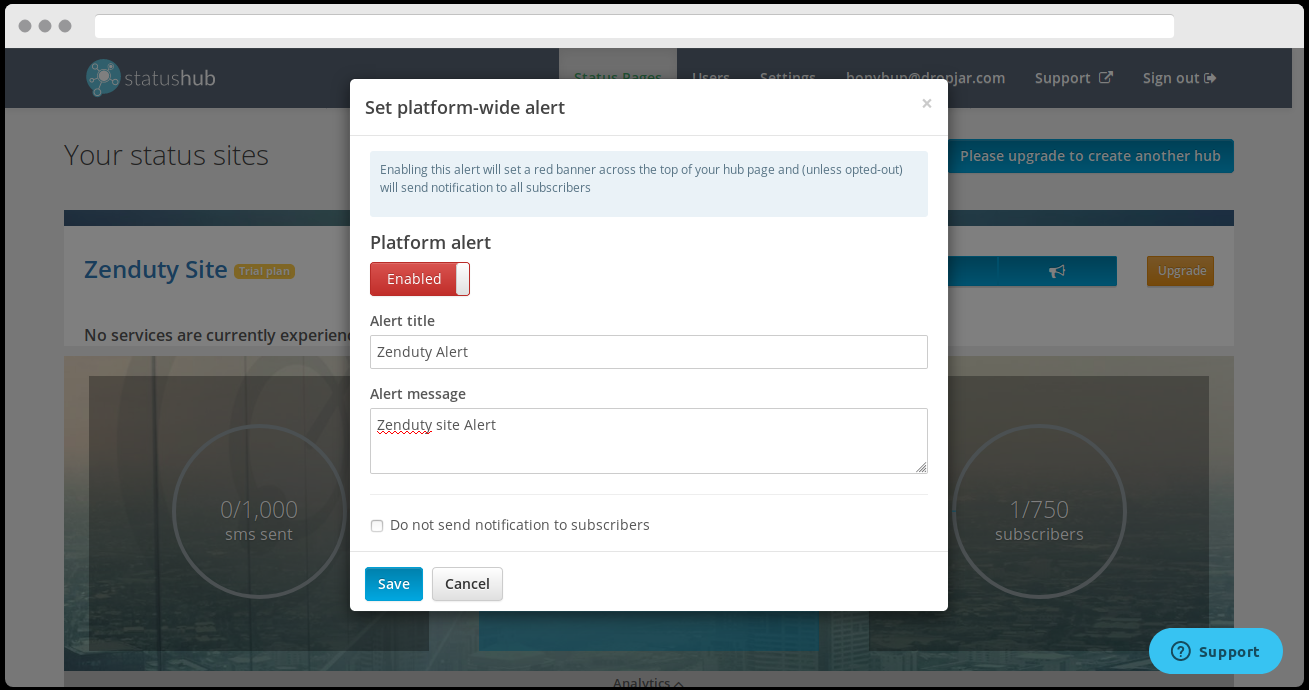 statushub
Status Pages
Users
Settings
bonyhun@dropjar.com
Support
Sign out
Set platform-wide alert
×
Your status sites
Please upgrade to create another hub
Enabling this alert will set a red banner across the top of your hub page and (unless opted-out)
will send notification to all subscribers
Platform alert
Zenduty Site
Trial plan
Upgrade
Enabled
Alert title
No services are currently
Zenduty Alert
Alert message
Zenduty site Alert
0/1,000
sms sent
1/750
subscribers
Do not send notification to subscribers
Save
Cancel
Support
Analytics